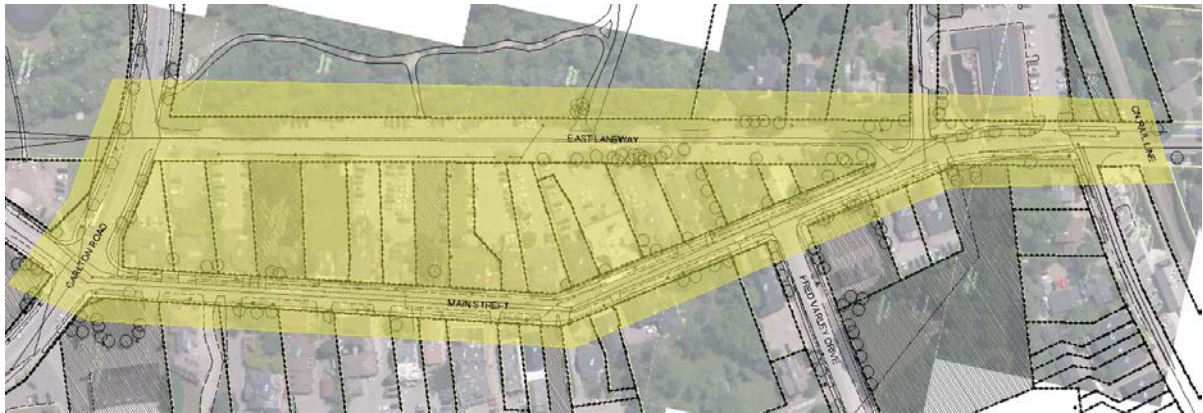 EAST LANEWAY
CN RAIL LINE
CARLTON ROAD
MAIN STREET
FRED VARLEY DRIVE